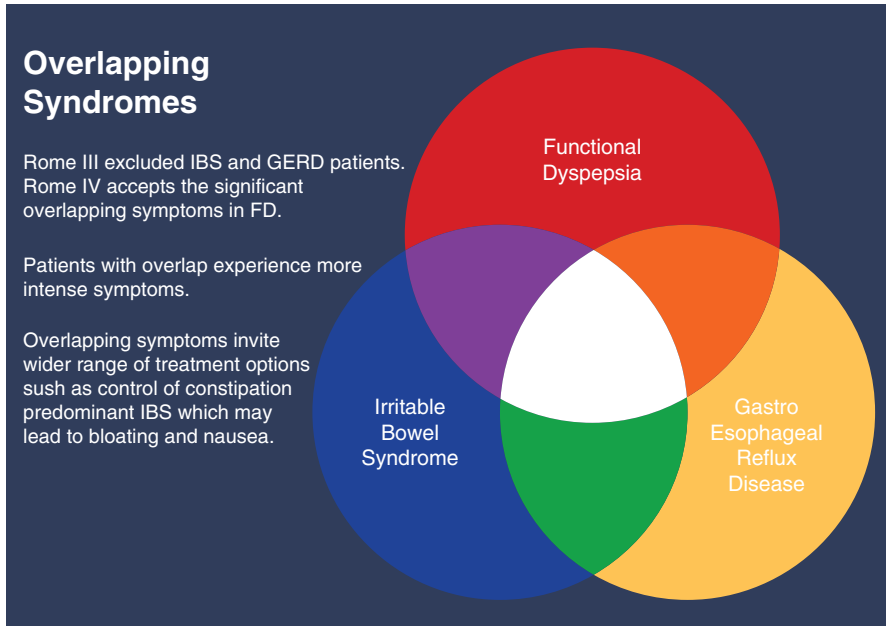 Overlapping
Syndromes
Rome III excluded IBS and GERD patients.
Rome IV accepts the significant
overlapping symptoms in FD.
Patients with overlap experience more
intense symptoms.
Overlapping symptoms invite
wider range of treatment options
sush as control of constipation
predominant IBS which may
lead to bloating and nausea.
Functional
Dyspepsia
Irritable
Bowel
Syndrome
Gastro
Esophageal
Reflux
Disease